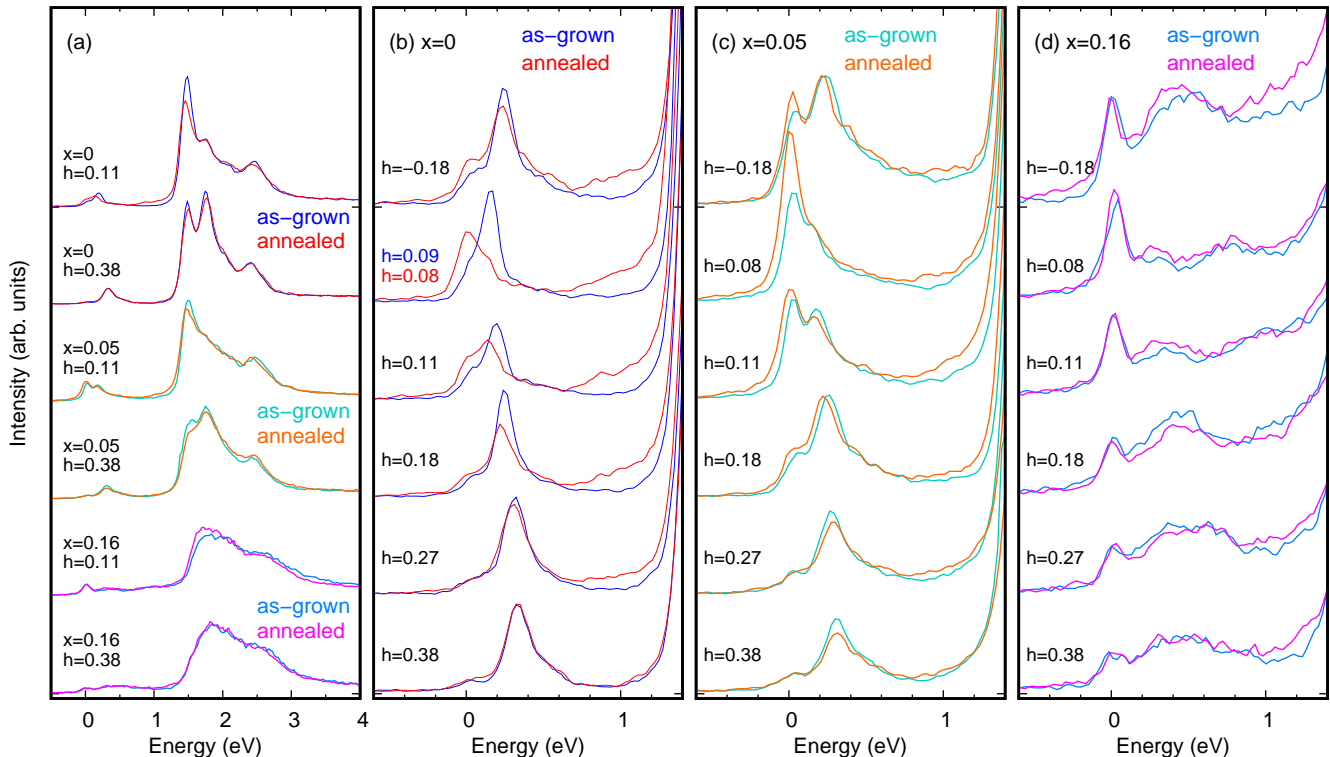 (a)
x=0
h=0.11
as−grown
annealed
x=0
h=0.38
x=0.05
h=0.11
as−grown
annealed
x=0.05
h=0.38
x=0.16
h=0.11
as−grown
annealed
x=0.16
h=0.38
0 1 2 3 4
Energy (eV)
Intensity (arb. units)
(b) x=0
as−grown
annealed
h=−0.18
h=0.09
h=0.08
h=0.11
h=0.18
h=0.27
h=0.38
0 1
Energy (eV)
(c) x=0.05
as−grown
annealed
h=−0.18
h=0.08
h=0.11
h=0.18
h=0.27
h=0.38
0 1
Energy (eV)
(d) x=0.16
as−grown
annealed
h=−0.18
h=0.08
h=0.11
h=0.18
h=0.27
h=0.38
0 1
Energy (eV)